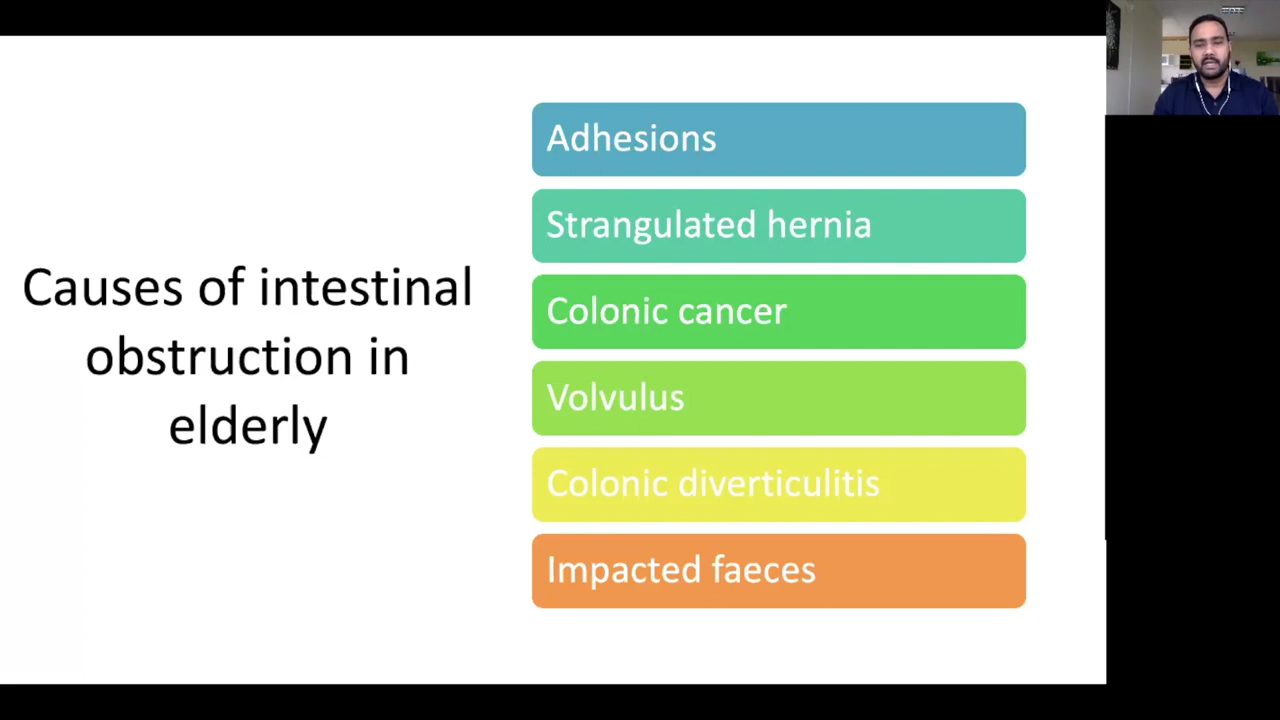 Causes of intestinal
obstruction in
elderly
Adhesions
Strangulated hernia
Colonic cancer
Volvulus
Colonic diverticulitis
Impacted faeces